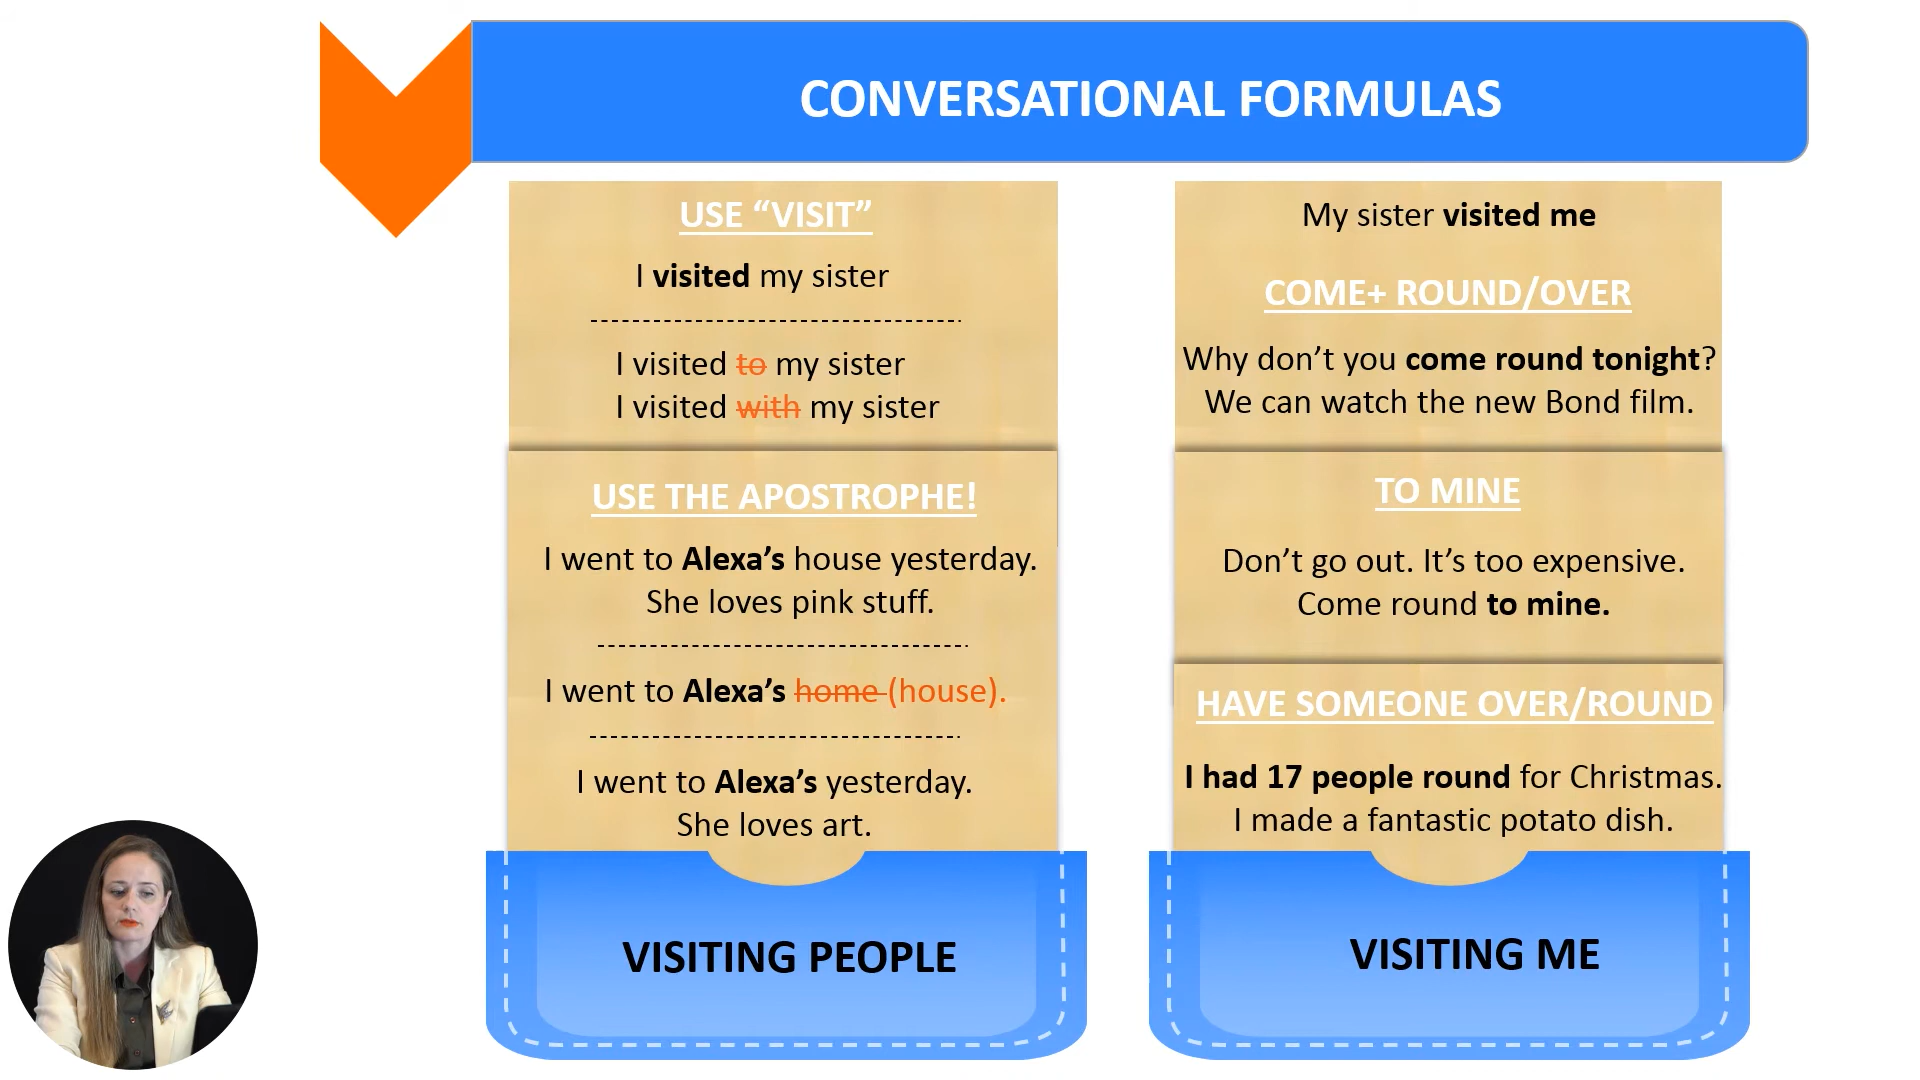 CONVERSATIONAL FORMULAS
USE “VISIT”
I visited my sister
I visited to my sister
I visited with my sister
USE THE APOSTROPHE!
I went to Alexa’s house yesterday.
She loves pink stuff.
I went to Alexa’s home (house).
I went to Alexa’s yesterday.
She loves art.
VISITING PEOPLE
My sister visited me
COME+ ROUND/OVER
Why don’t you come round tonight?
We can watch the new Bond film.
TO MINE
Don’t go out. It’s too expensive.
Come round to mine.
HAVE SOMEONE OVER/ROUND
I had 17 people round for Christmas.
I made a fantastic potato dish.
VISITING ME